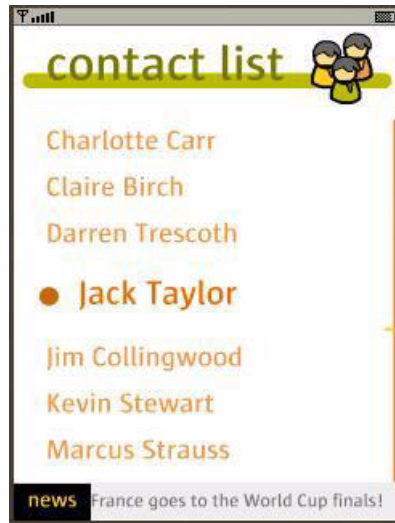 contact list
Charlotte Carr
Claire Birch
Darren Trescoth
Jack Taylor
Jim Collingwood
Kevin Stewart
Marcus Strauss
news France goes to the World Cup finals!